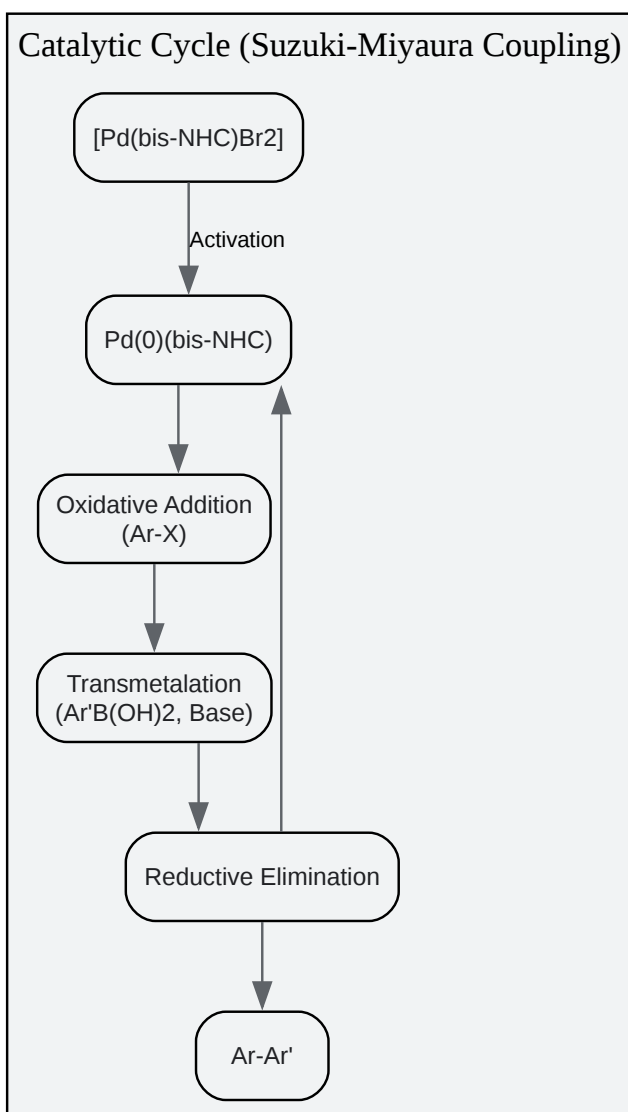 Catalytic Cycle (Suzuki-Miyaura Coupling)
[Pd(bis-NHC)Br2]
Activation
Pd(0)(bis-NHC)
Oxidative Addition
(Ar-X)
Transmetalation
(Ar'B(OH)2, Base)
Reductive Elimination
Ar-Ar'